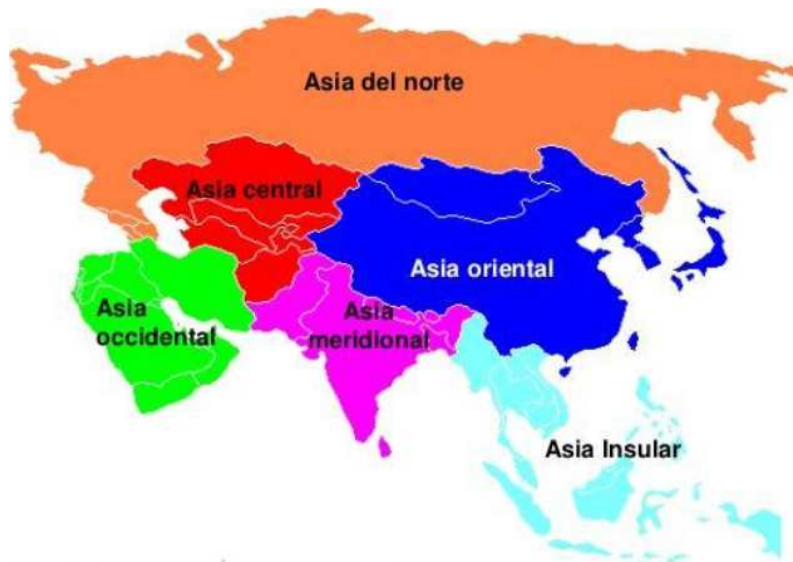 Asia del norte
Asia central
Asia oriental
Asia
occidental
Asia
meridional
Asia Insular